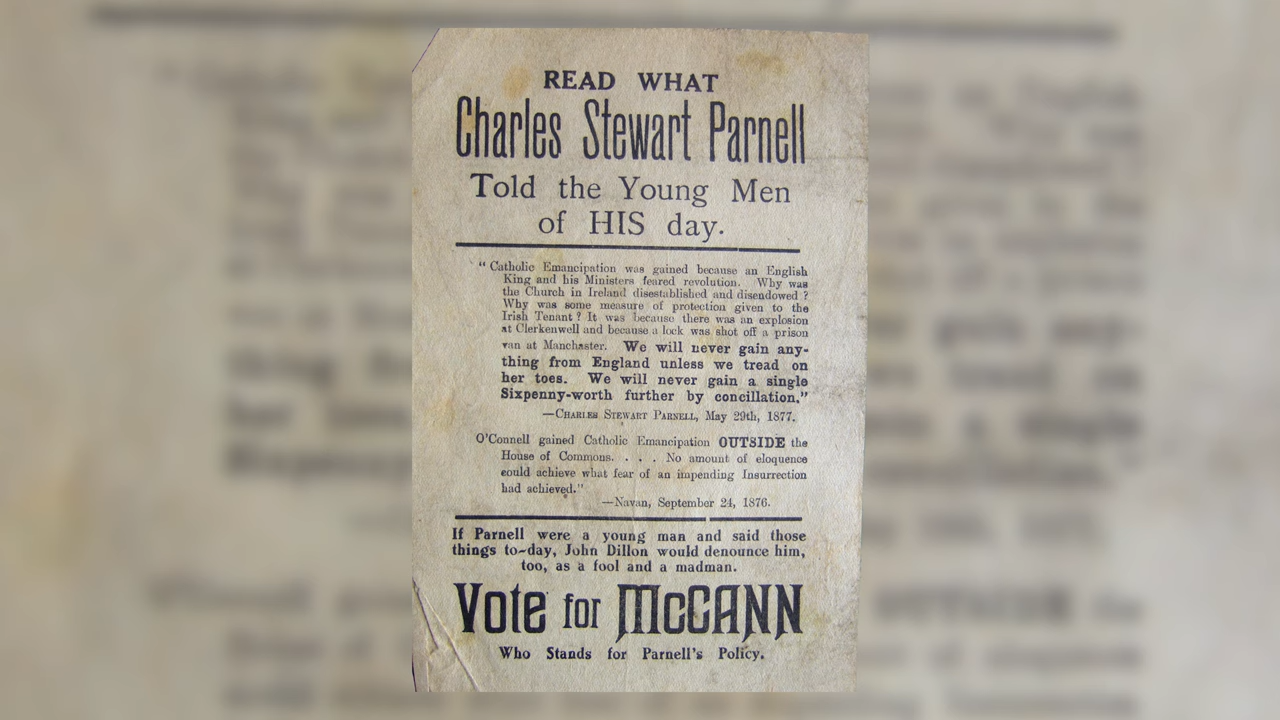 READ WHAT
Charles Stewart Parnell
Told the Young Men
of HIS day.
" Catholic Emancipation was gained because an English
King and his Ministers feared revolution. Why was
the Church in Ireland disestablished and disendowed ?
Why was some measure of protection given to the
Irish Tenant ? It was because there was an explosion
at Clerkenwell and because a lock was shot off a prison
van at Manchaster. We will never gain any-
thing from England unless we tread on
her toes. We will never gain a single
Sixpenny-worth further by concillation."
—CHARLES STEWART PARNELL, May 29th, 1877.
O'Connell gained Catholic Emancipation OUTSIDE the
House of Commons. . . . No amount of eloquence
could achieve what fear of an impending Insurrection
had achieved."
—Navan, September 24, 1876.
If Parnell were a young man and said those
things to-day, John Dillon would denounce him,
too, as a fool and a madman.
Vote for McCANN
Who Stands for Parnell's Policy.